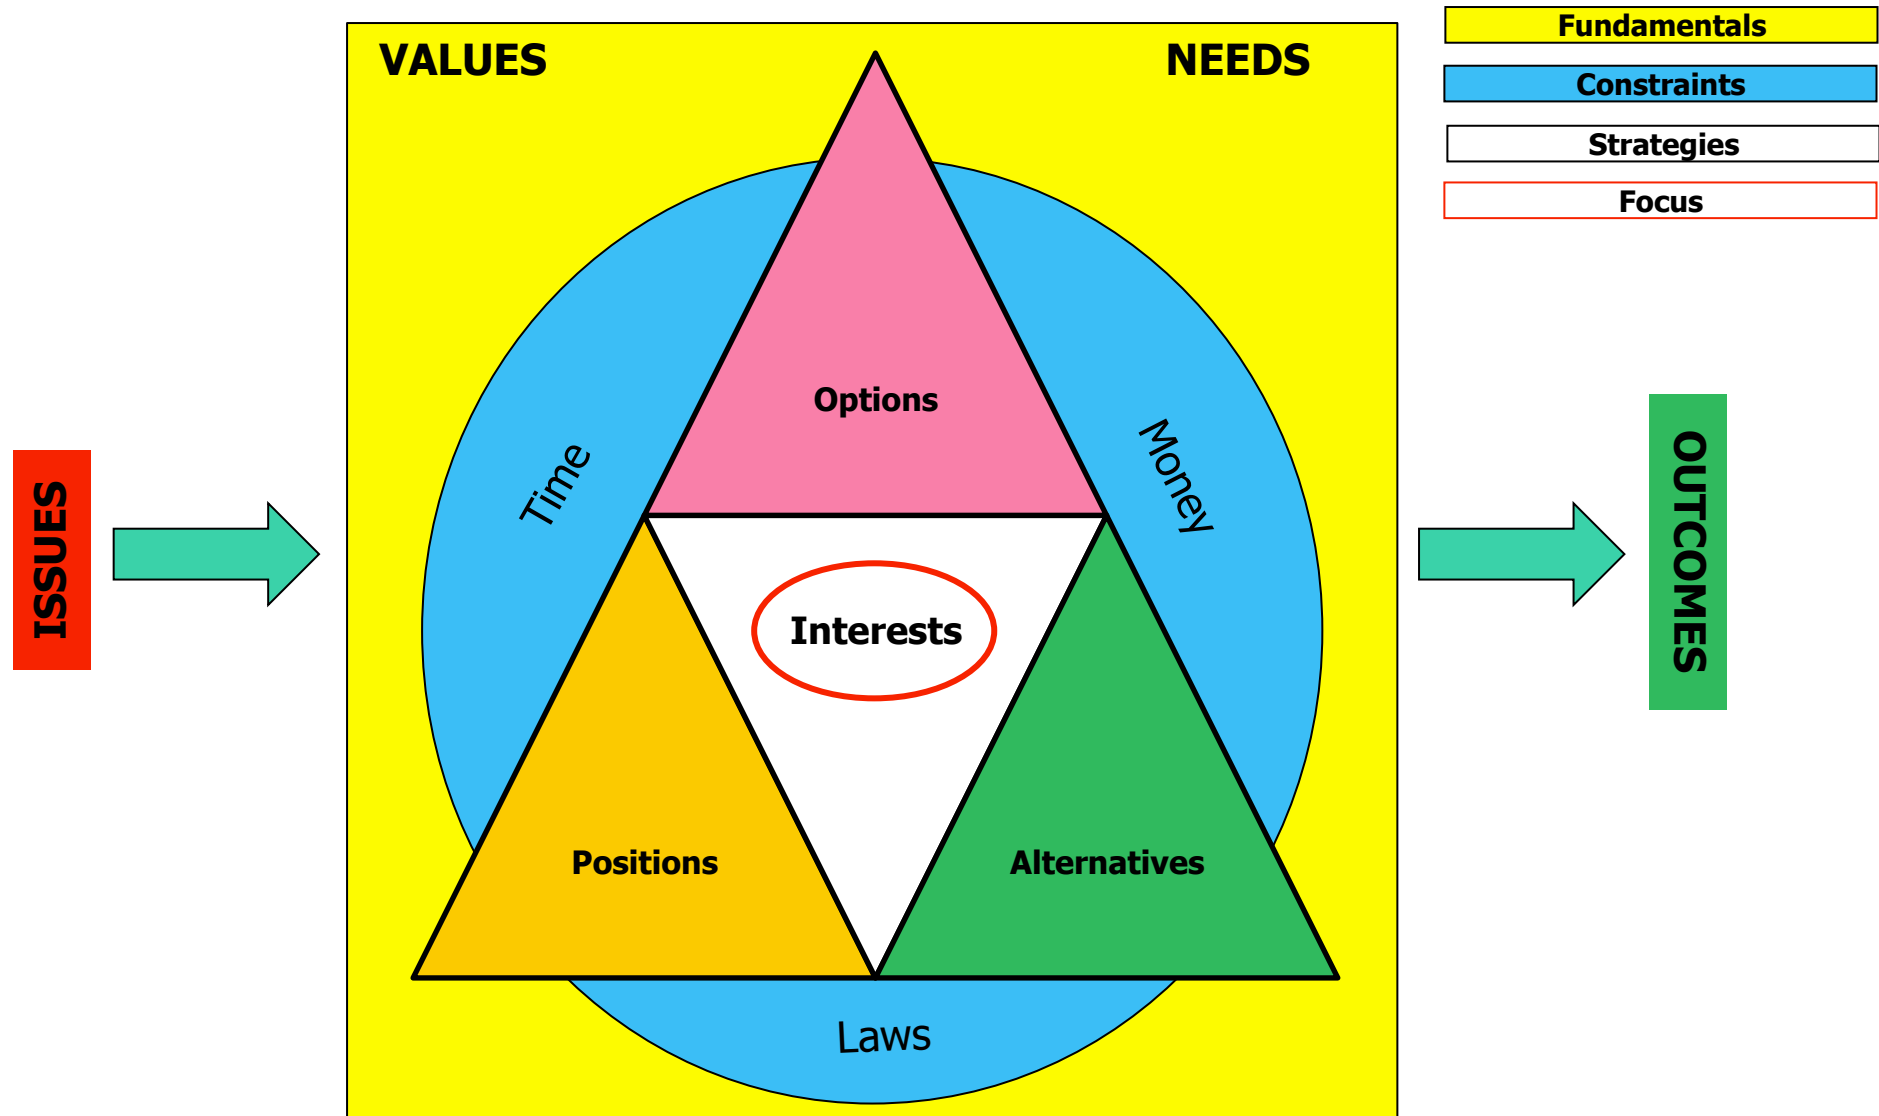 VALUES
NEEDS
Fundamentals
Constraints
Strategies
Focus
Options
Time
Money
ISSUES
OUTCOMES
Interests
Positions
Alternatives
Laws